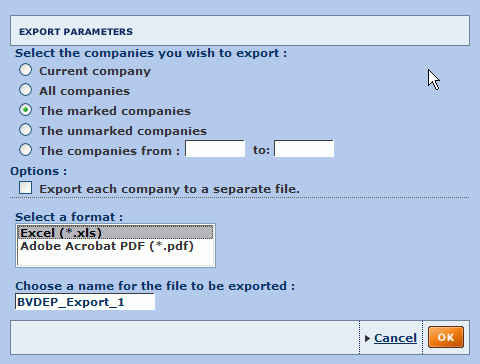 EXPORT PARAMETERS
Select the companies you wish to export :
Current company
All companies
The marked companies
The unmarked companies
The companies from : to:
Options :
Export each company to a separate file.
Select a format :
Excel (*.xls)
Adobe Acrobat PDF (*.pdf)
Choose a name for the file to be exported :
BVDEP_Export_1
Cancel OK